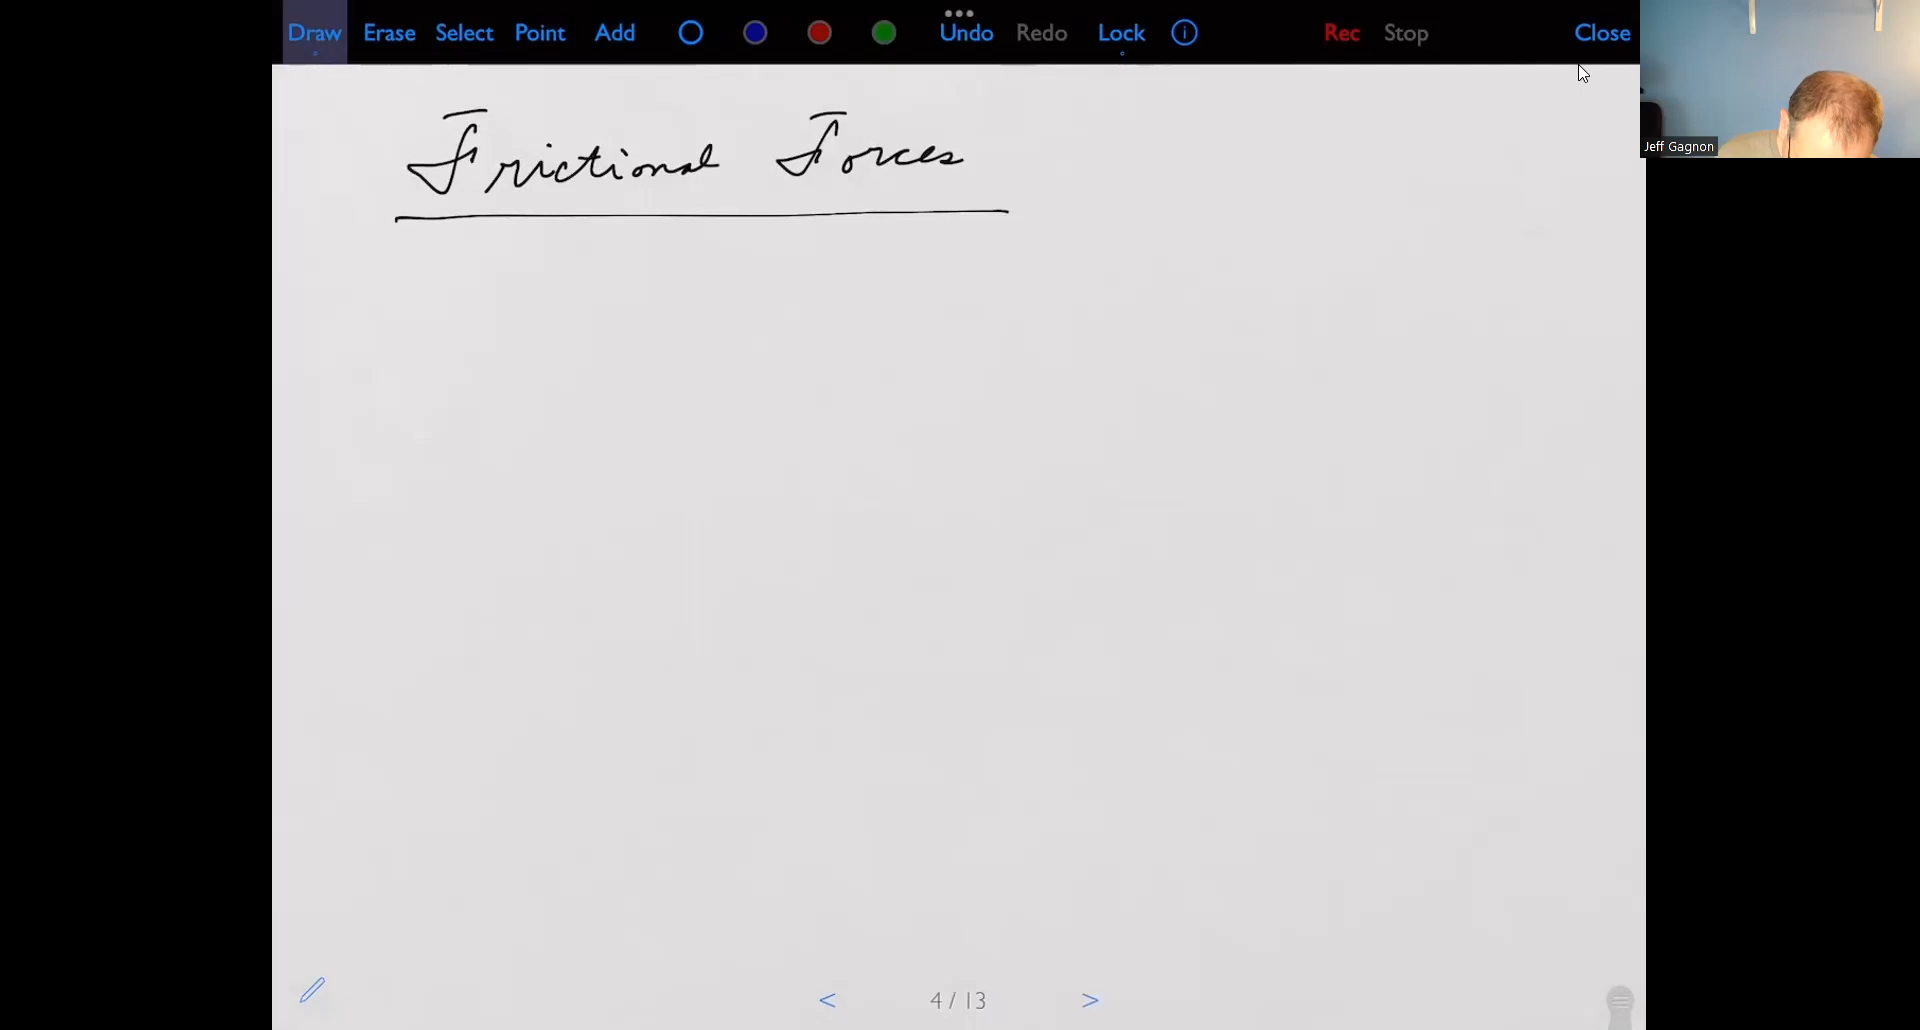 Draw Erase Select Point Add Undo Redo Lock Rec Stop Close
Jeff Gagnon
Frictional Forces
< 4 / 13 >